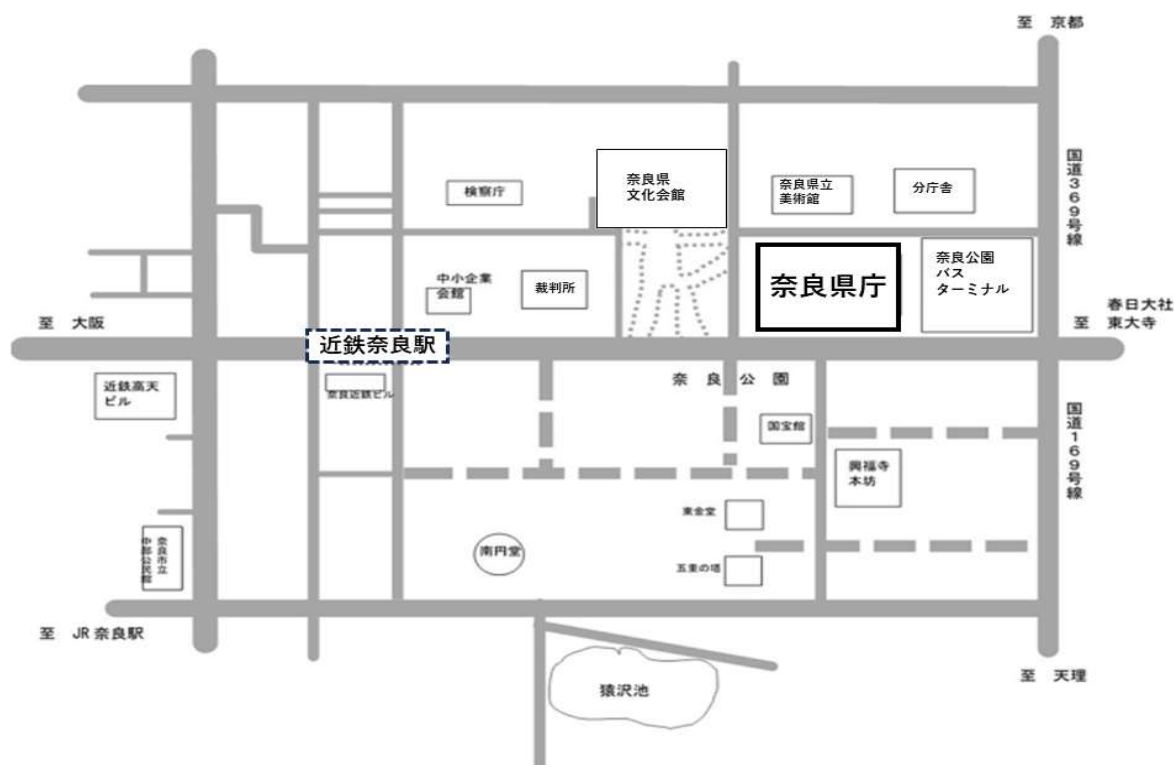 至 京都
国道369号線
奈良県
文化会館
検察庁
奈良県立
美術館
分庁舎
中小企業
会館
裁判所
奈良県庁
奈良公園
バス
ターミナル
春日大社
至 東大寺
至 大阪
近鉄奈良駅
近鉄高天
ビル
奈良近鉄ビル
奈良公園
国宝館
国道169号線
興福寺
本坊
東金堂
奈良市立
中部公民館
南円堂
五重の塔
至 JR奈良駅
猿沢池
至 天理